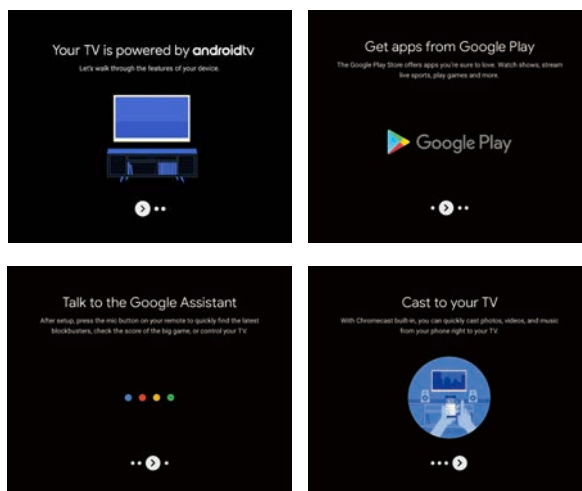 Your TV is powered by androidtv
Let's walk through the features of your device.
Get apps from Google Play
The Google Play Store offers apps you're sure to love. Watch shows, stream
live sports, play games and more.
Google Play
Talk to the Google Assistant
After setup, press the mic button on your remote to quickly find the latest
blockbusters, check the score of the big game, or control your TV.
Cast to your TV
With Chromecast built-in, you can quickly cast photos, videos, and music
from your phone right to your TV.